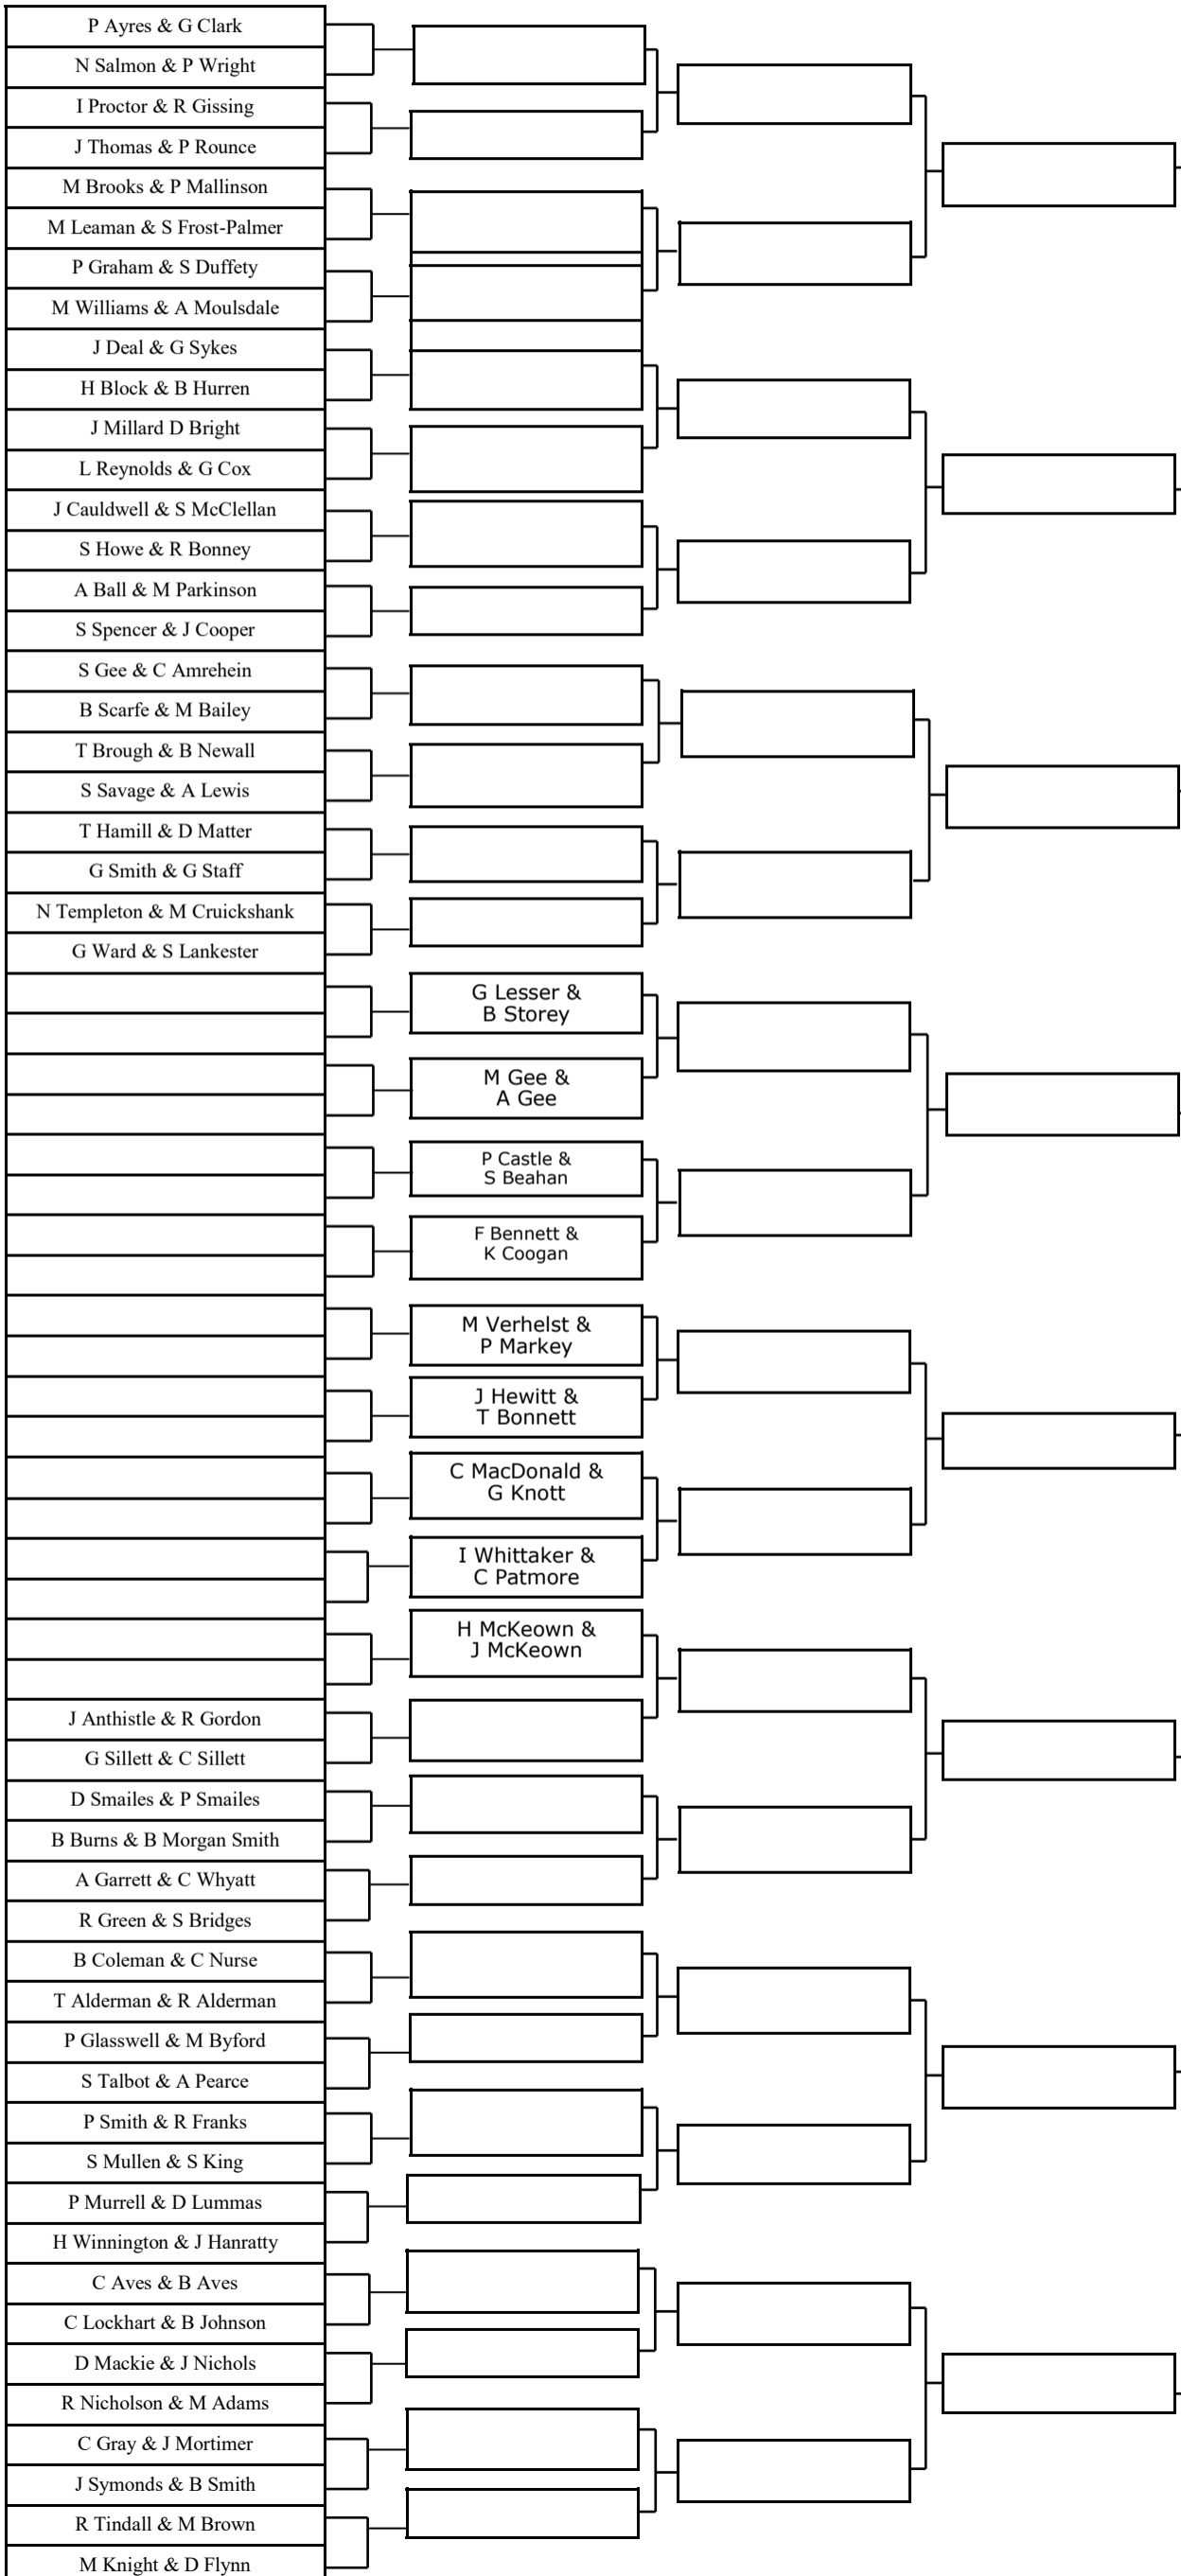 P Ayres & G Clark
N Salmon & P Wright
I Proctor & R Gissing
J Thomas & P Rounce
M Brooks & P Mallinson
M Leaman & S Frost-Palmer
P Graham & S Duffety
M Williams & A Moulsdale
J Deal & G Sykes
H Block & B Hurren
J Millard D Bright
L Reynolds & G Cox
J Cauldwell & S McClellan
S Howe & R Bonney
A Ball & M Parkinson
S Spencer & J Cooper
S Gee & C Amrehein
B Scarfe & M Bailey
T Brough & B Newall
S Savage & A Lewis
T Hamill & D Matter
G Smith & G Staff
N Templeton & M Cruickshank
G Ward & S Lankester
G Lesser &
B Storey
M Gee &
A Gee
P Castle &
S Beahan
F Bennett &
K Coogan
M Verhelst &
P Markey
J Hewitt &
T Bonnett
C MacDonald &
G Knott
I Whittaker &
C Patmore
H McKeown &
J McKeown
J Anthistle & R Gordon
G Sillett & C Sillett
D Smailes & P Smailes
B Burns & B Morgan Smith
A Garrett & C Whyatt
R Green & S Bridges
B Coleman & C Nurse
T Alderman & R Alderman
P Glasswell & M Byford
S Talbot & A Pearce
P Smith & R Franks
S Mullen & S King
P Murrell & D Lummas
H Winnington & J Hanratty
C Aves & B Aves
C Lockhart & B Johnson
D Mackie & J Nichols
R Nicholson & M Adams
C Gray & J Mortimer
J Symonds & B Smith
R Tindall & M Brown
M Knight & D Flynn